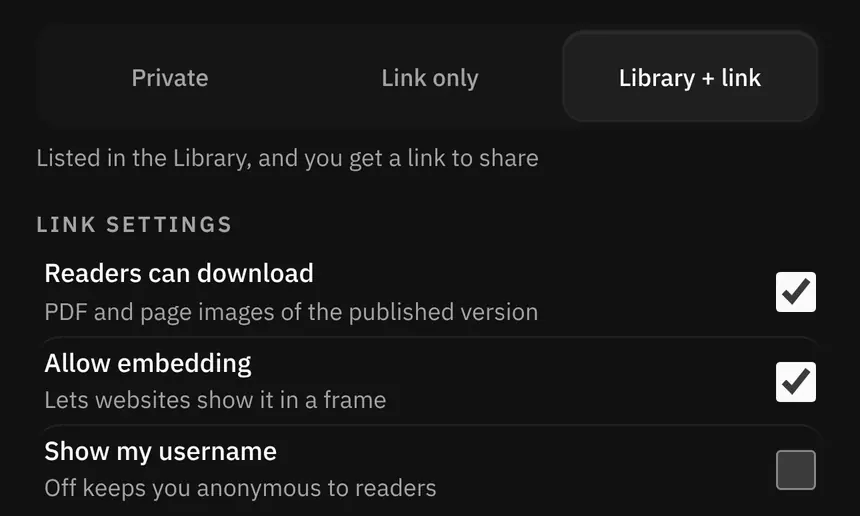 Private
Link only
Library + link
Listed in the Library, and you get a link to share
LINK SETTINGS
Readers can download
PDF and page images of the published version
Allow embedding
Lets websites show it in a frame
Show my username
Off keeps you anonymous to readers